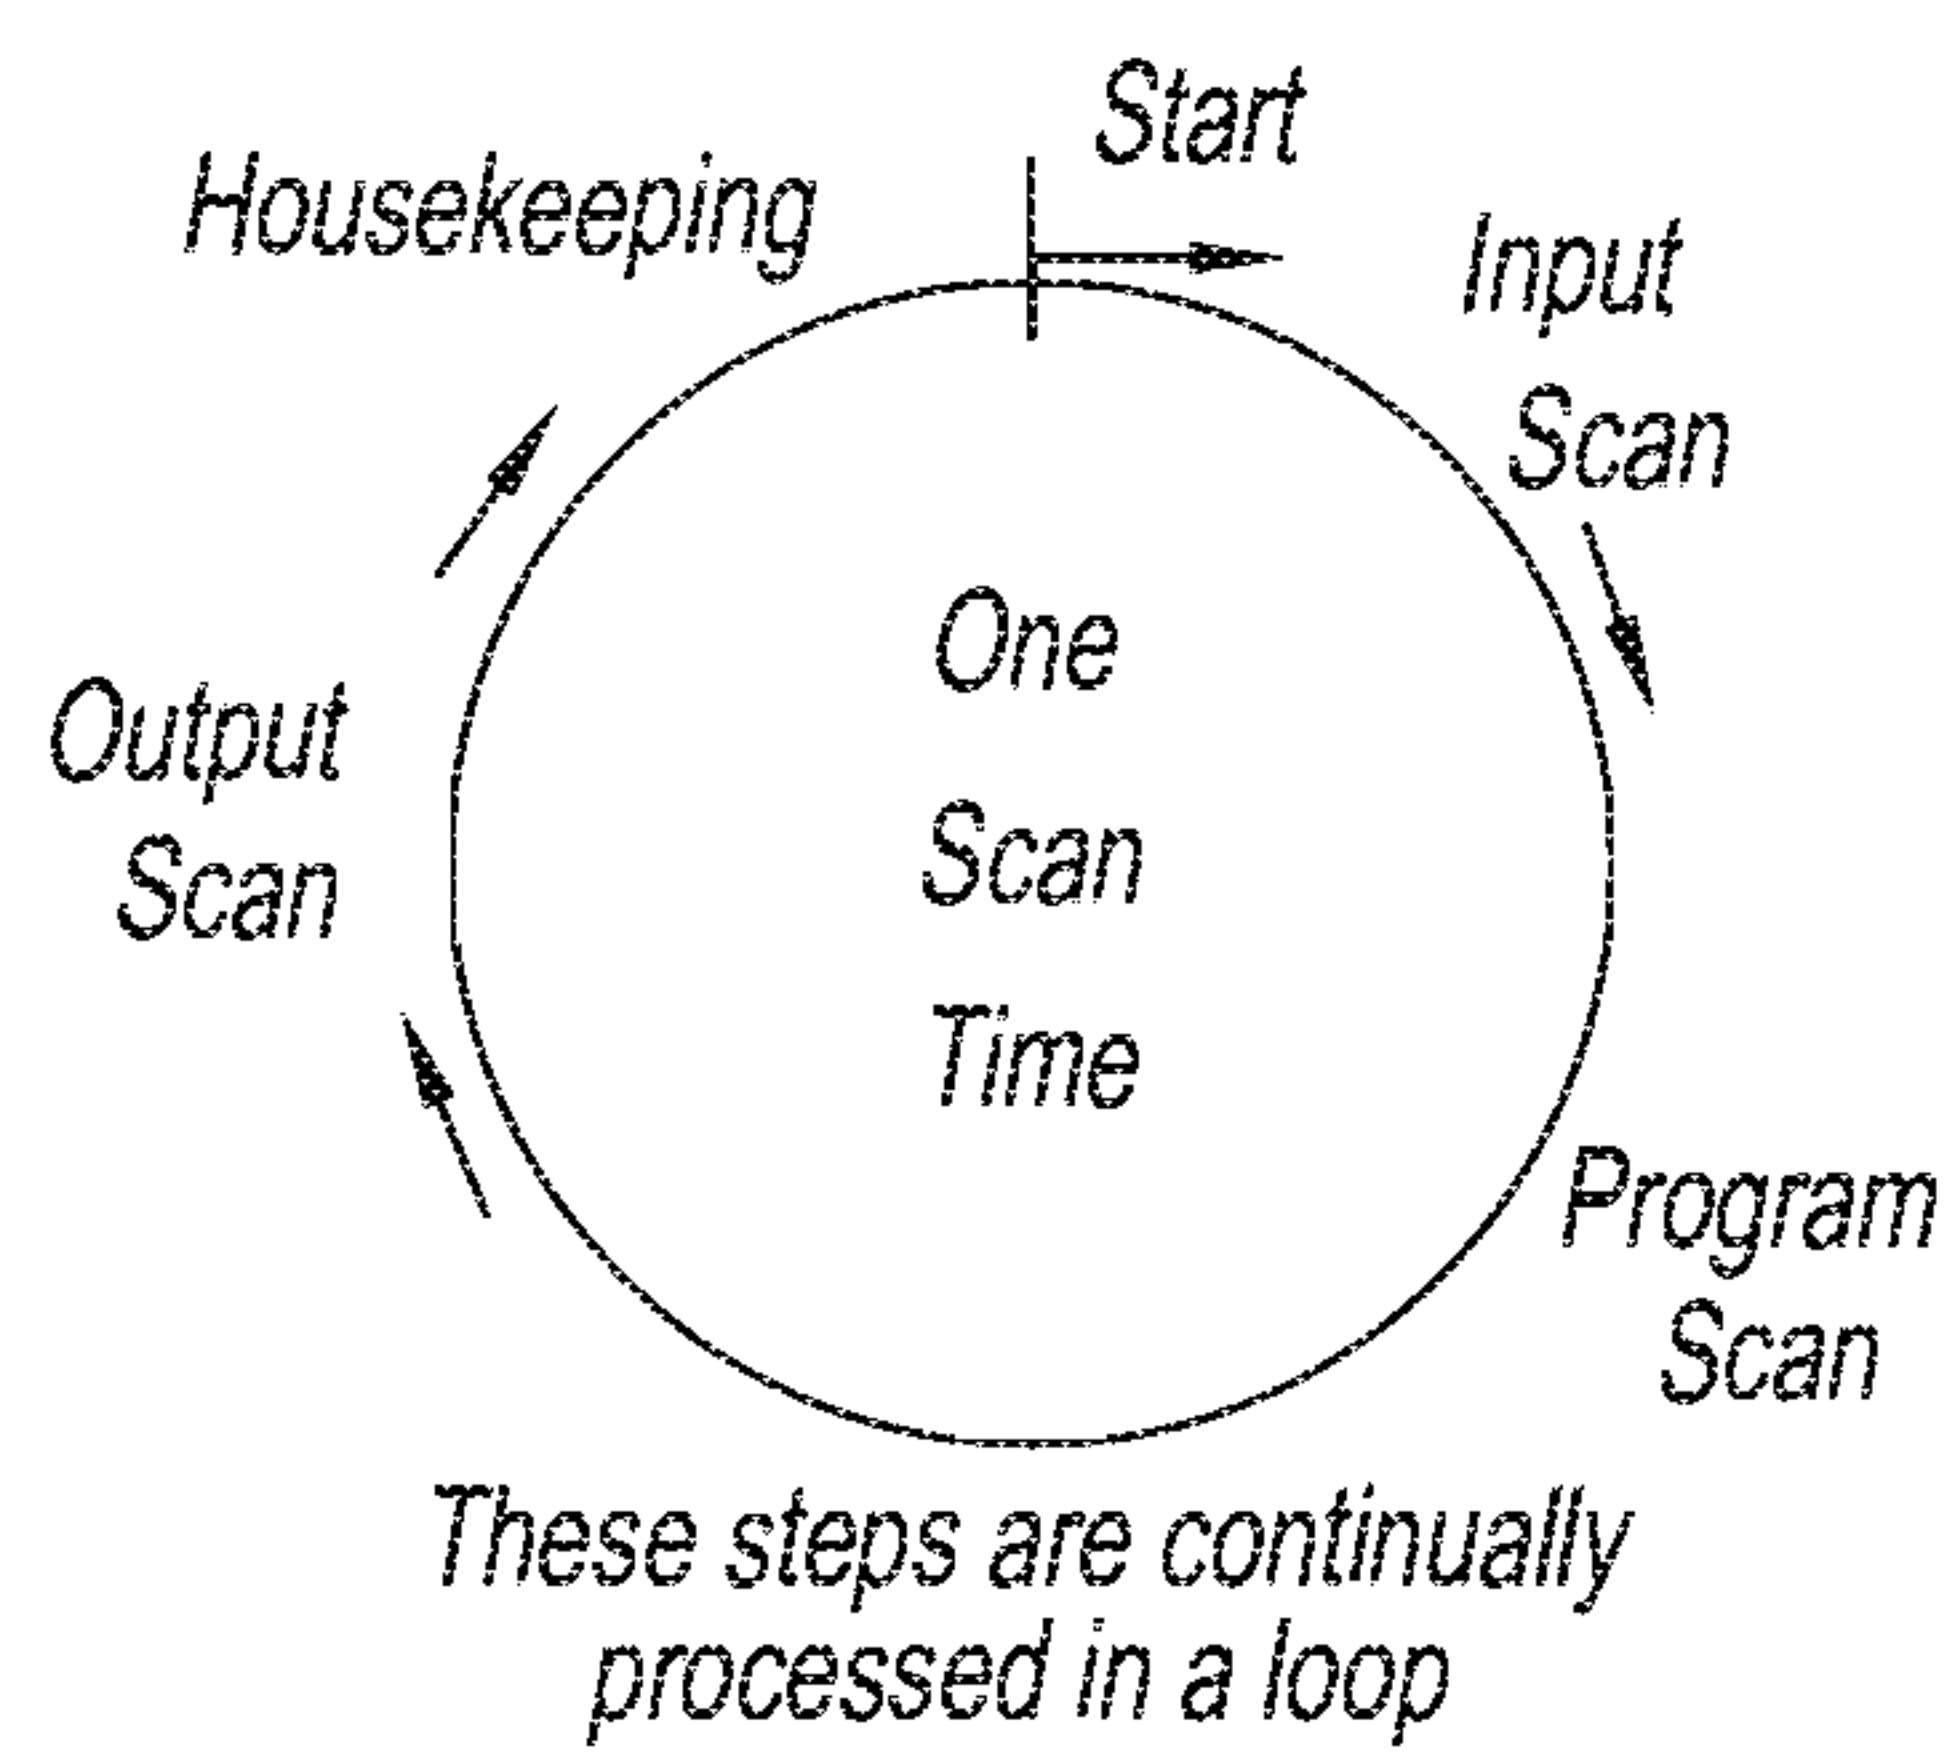 Start
Housekeeping
Input
Scan
One
Scan
Time
Output
Scan
Program
Scan
These steps are continually
processed in a loop